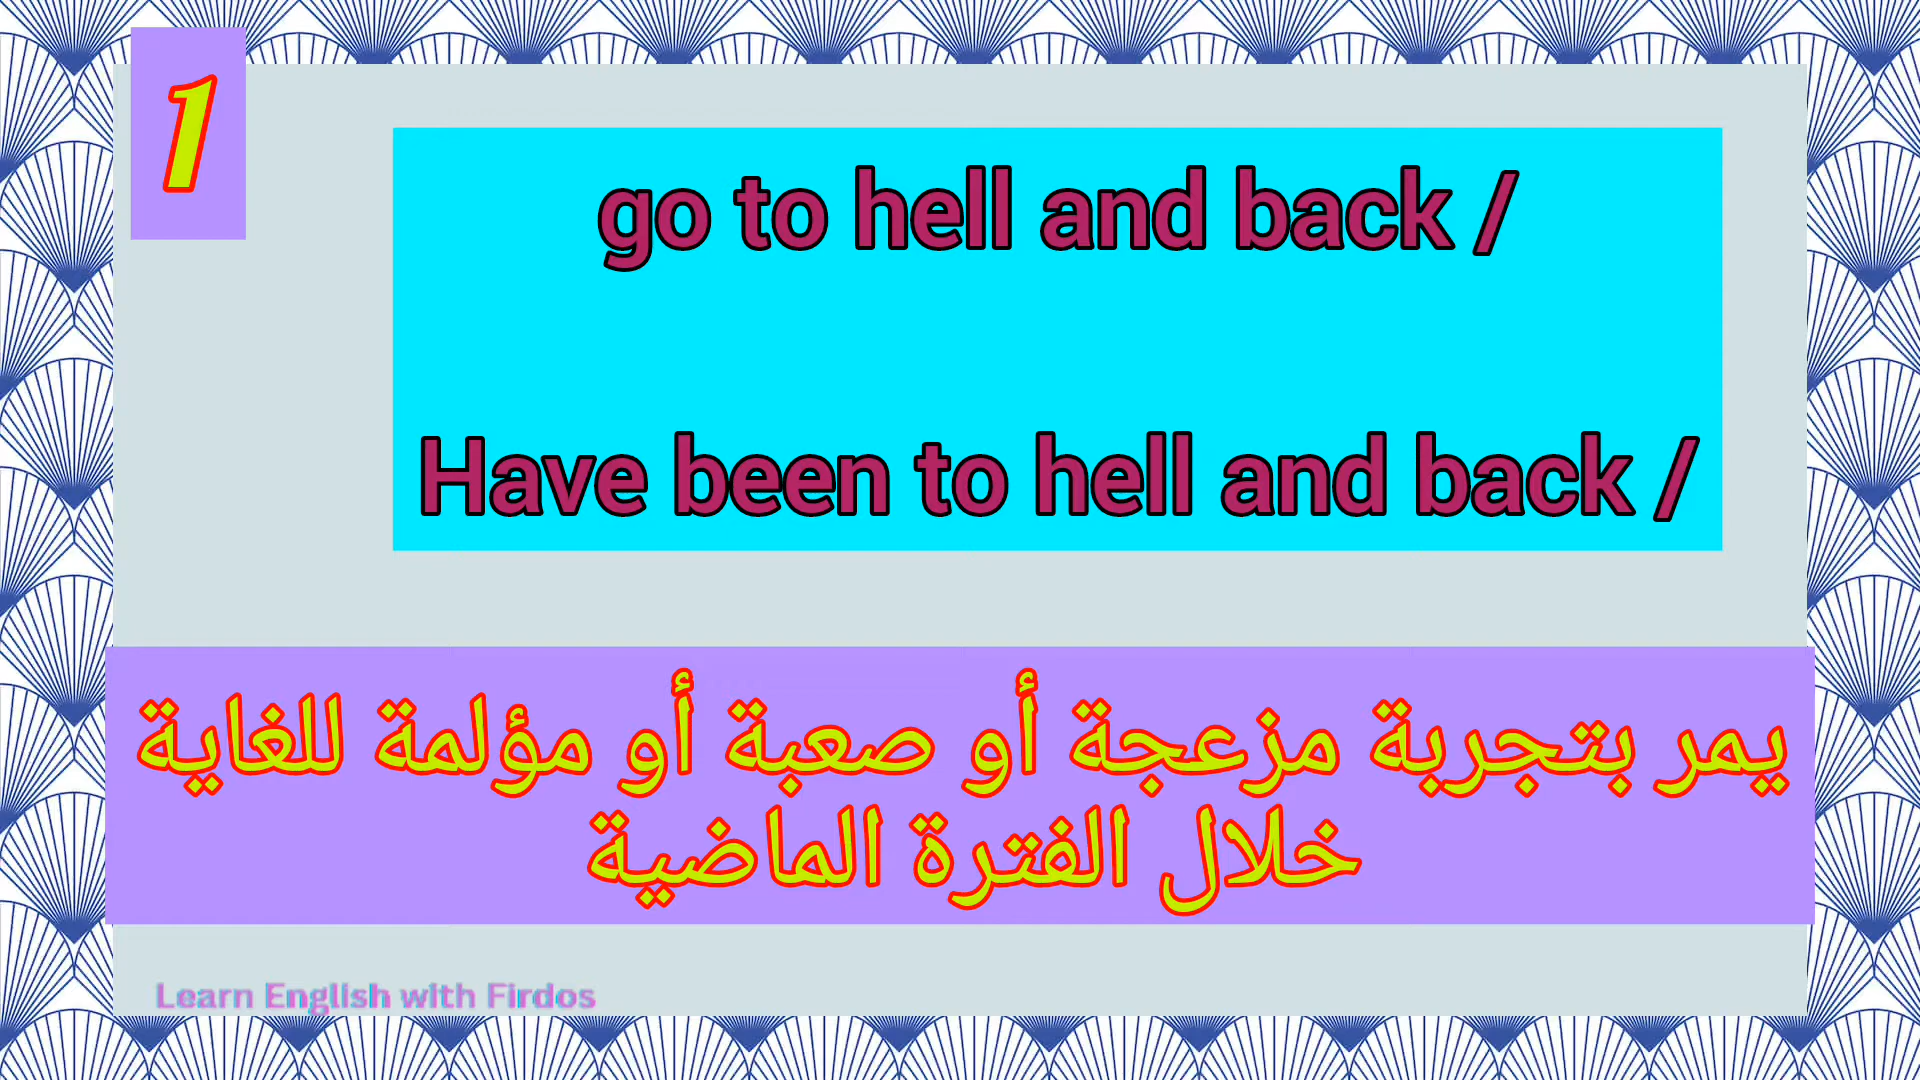 1
go to hell and back /
Have been to hell and back /
يمر بتجربة مزعجة أو صعبة أو مؤلمة للغاية
خلال الفترة الماضية
Learn English with Firdos